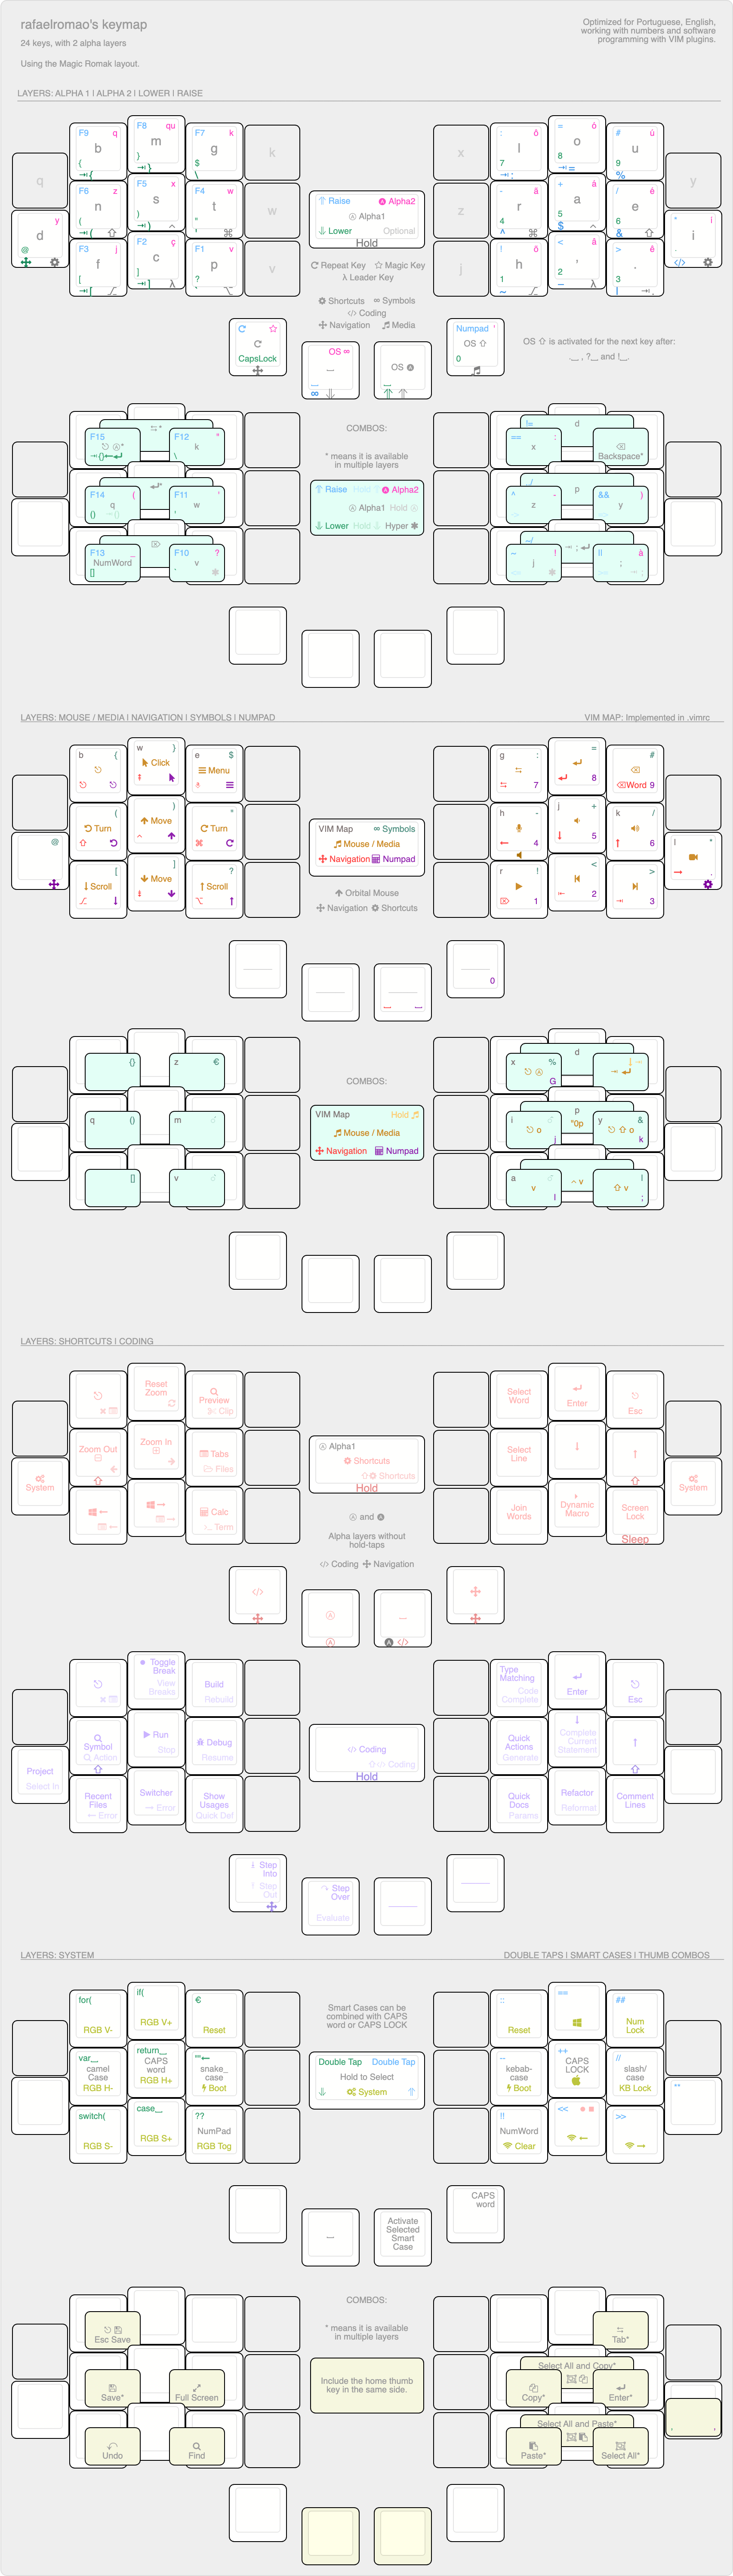 rafaelromao's keymap
24 keys, with 2 alpha layers
Using the Magic Romak layout.
Optimized for Portuguese, English,
working with numbers and software
programming with VIM plugins.
LAYERS: ALPHA 1 | ALPHA 2 | LOWER | RAISE
F9 q
b
{
F8 qu
m
}
F7 k
g
$
\
k
x
: ô
l
7
= ó
o
8
# ú
u
9
%
q
y
F6 z
n
(
F5 x
s
)
F4 w
t
"
'
w
z
- ã
r
4
^
+ á
a
5
$
/ é
e
6
&
y
d
@
* i
i
.
</>
F3 j
f
[
F2 ç
c
]
λ
F1 v
p
?
v
j
! õ
h
1
~
< â
,
2
_
> ê
.
3
|
Raise Alpha2
Alpha1
Lower Optional
Hold
Repeat Key Magic Key
λ Leader Key
Shortcuts ∞ Symbols
</> Coding
Navigation Media
CapsLock
OS ∞
∞
OS
Numpad '
OS
0
OS ⇧ is activated for the next key after:
.__ , ?__ and !__.
COMBOS:
* means it is available
in multiple layers
Raise Hold Alpha2
Alpha1 Hold
Lower Hold Hyper
F15
F12 "
k
\
F14 (
q
()
F11 '
w
F13 _
NumWord
[]
F10 ?
v
!= d
== :
x
Backspace*
p
^ -
z
&& )
y
~ !
j
|| à
;
LAYERS: MOUSE / MEDIA | NAVIGATION | SYMBOLS | NUMPAD
VIM MAP: Implemented in .vimrc
b {
w }
Click
e $
Menu
g ;
7
=
8
#
Word 9
(
Turn
)
Move
"
Turn
h -
4
j +
5
k /
6
@
l *
.
[
Scroll
]
Move
?
Scroll
r !
1
<
2
>
3
VIM Map ∞ Symbols
Mouse / Media
Navigation Numpad
Orbital Mouse
Navigation Shortcuts
0
COMBOS:
VIM Map Hold
Mouse / Media
Navigation Numpad
{}
z €
q ()
m
[]
v
d
x %
G
p
"0p
i
o
j
y &
o
k
a
v
l
v
|
v
;
LAYERS: SHORTCUTS | CODING
Reset
Zoom
Preview
Clip
Select
Word
Enter
Esc
Zoom Out
Zoom In
Tabs
Files
Select
Line
System
System
Calc
Term
Join
Words
Dynamic
Macro
Screen
Lock
Sleep
Alpha1
Shortcuts
Shortcuts
Hold
and
Alpha layers without
hold-taps
</> Coding Navigation
</>
</>
Toggle
Break
View
Breaks
Build
Rebuild
Type
Matching
Code
Complete
Enter
Esc
Symbol
Action
Run
Stop
Debug
Resume
Quick
Actions
Generate
Complete
Current
Statement
Project
Select In
Recent
Files
Error
Switcher
Error
Show
Usages
Quick Def
Quick
Docs
Params
Refactor
Reformat
Comment
Lines
</> Coding
</> Coding
Hold
Step
Into
Step
Out
Step
Over
Evaluate
LAYERS: SYSTEM
DOUBLE TAPS | SMART CASES | THUMB COMBOS
for(
RGB V-
if(
RGB V+
€
Reset
::
Reset
==
##
Num
Lock
Smart Cases can be
combined with CAPS
word or CAPS LOCK
var__
camel
Case
RGB H-
return__
CAPS
word
RGB H+
snake_
case
Boot
--
kebab-
case
Boot
++
CAPS
LOCK
//
slash/
case
KB Lock
**
Double Tap Double Tap
Hold to Select
System
switch(
RGB S-
case__
RGB S+
??
NumPad
RGB Tog
!!
NumWord
Clear
<<
>>
Activate
Selected
Smart
Case
CAPS
word
COMBOS:
* means it is available
in multiple layers
Include the home thumb
key in the same side.
Esc Save
Tab*
Save*
Full Screen
Select All and Copy*
Copy*
Enter*
Undo
Find
Select All and Paste*
Paste*
Select All*